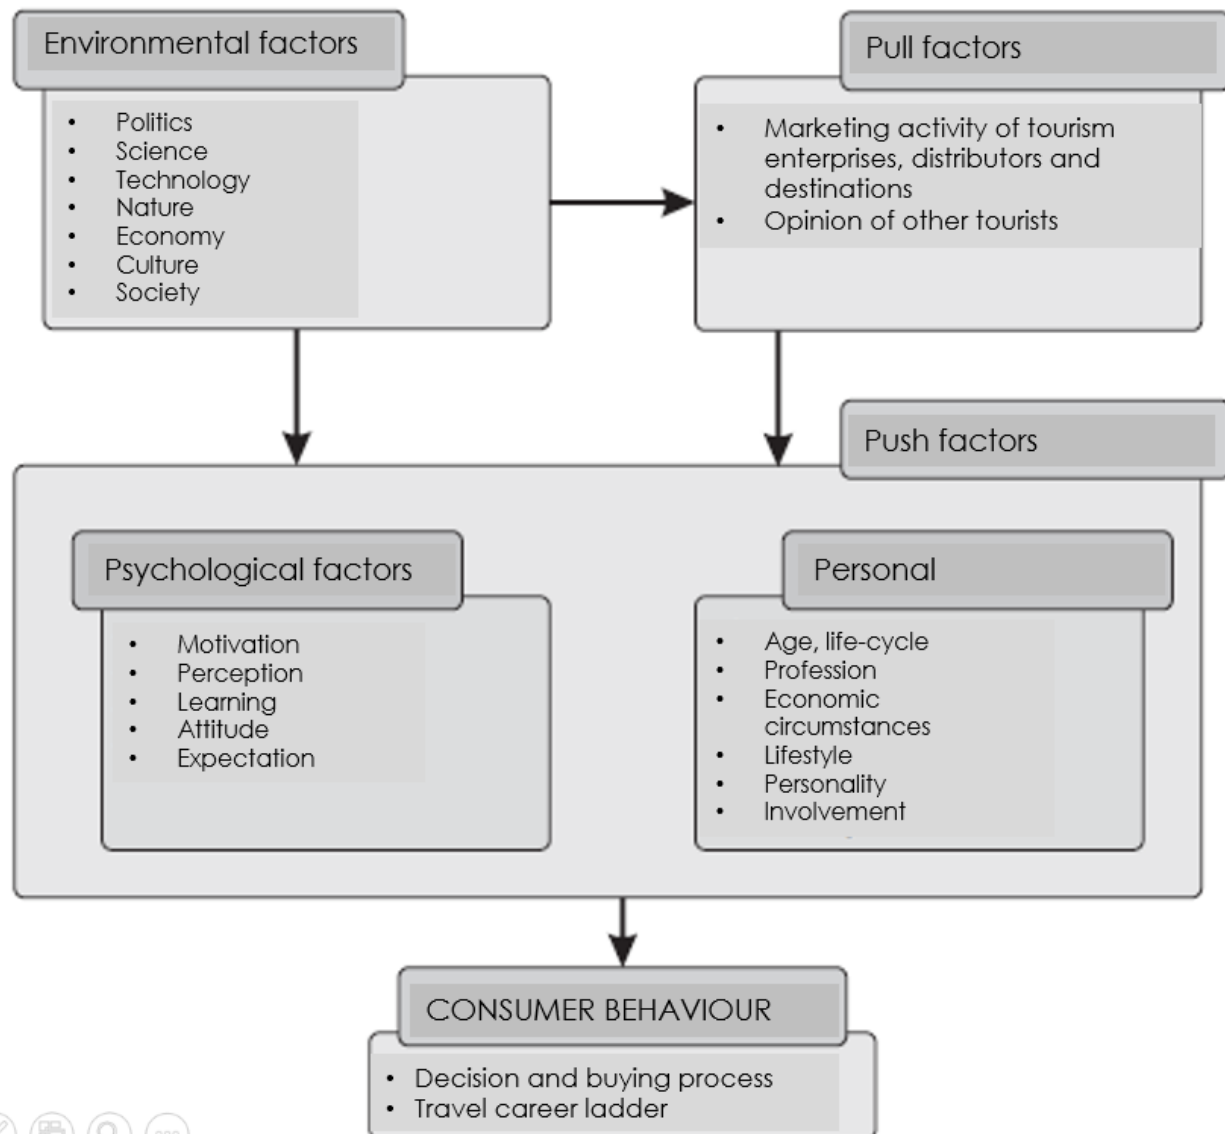 Environmental factors
• Politics
• Science
• Technology
• Nature
• Economy
• Culture
• Society
Pull factors
• Marketing activity of tourism
enterprises, distributors and
destinations
• Opinion of other tourists
Push factors
Psychological factors
• Motivation
• Perception
• Learning
• Attitude
• Expectation
Personal
• Age, life-cycle
• Profession
• Economic
circumstances
• Lifestyle
• Personality
• Involvement
CONSUMER BEHAVIOUR
• Decision and buying process
• Travel career ladder